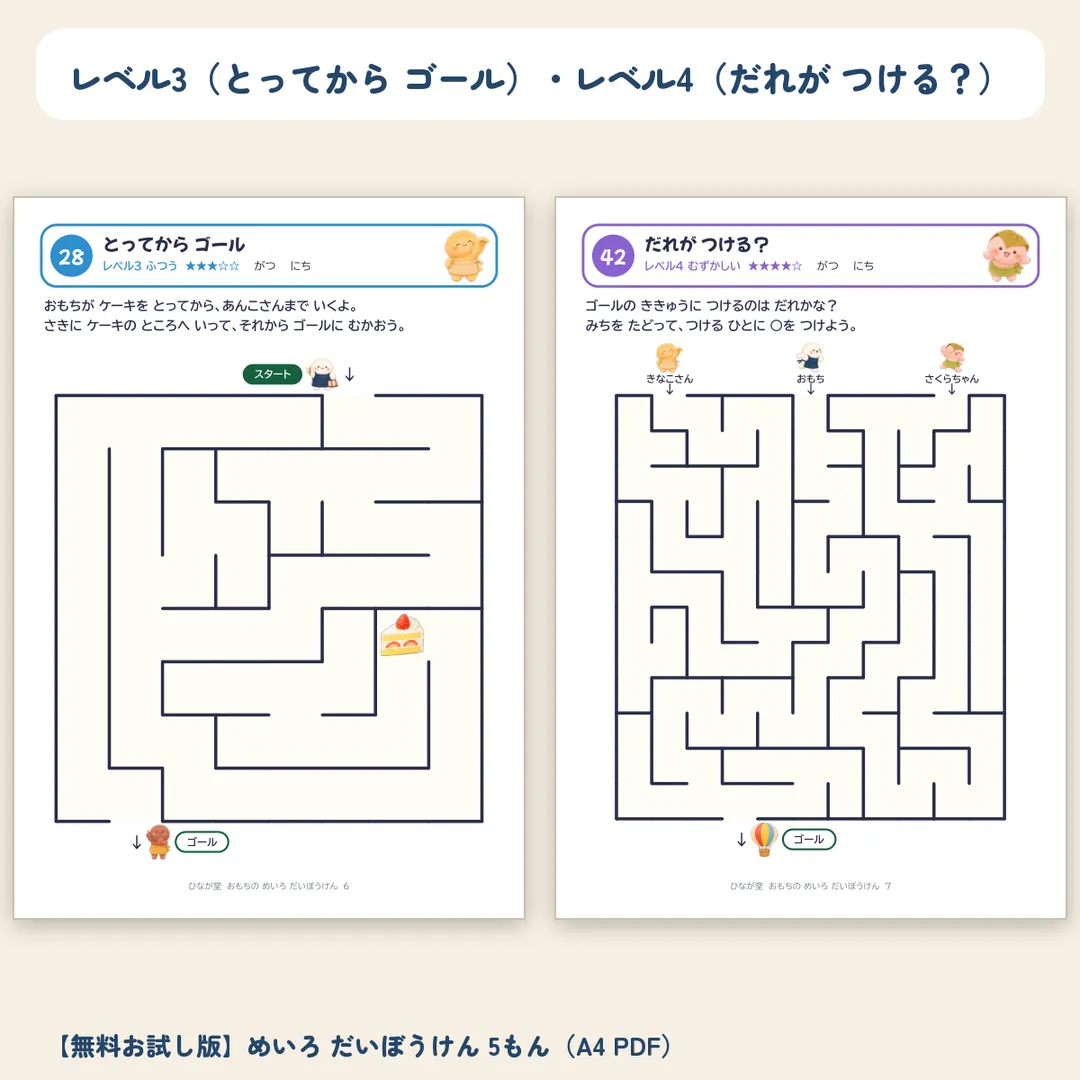 レベル3（とってから ゴール）・レベル4（だれが つける？）
28
とってから ゴール
レベル3 ふつう ★★★☆☆ がつ にち
おもちが ケーキを とってから、あんこさんまで いくよ。
さきに ケーキの ところへ いって、それから ゴールに むかおう。
スタート ↓
↓ ゴール
ひなが堂 おもちの めいろ だいぼうけん 6
42
だれが つける？
レベル4 むずかしい ★★★★☆ がつ にち
ゴールの ききゅうに つけるのは だれかな？
みちを たどって、つける ひとに ○を つけよう。
きなこさん おもち さくらちゃん
↓ ↓ ↓
↓ ゴール
ひなが堂 おもちの めいろ だいぼうけん 7
【無料お試し版】めいろ だいぼうけん 5もん（A4 PDF）